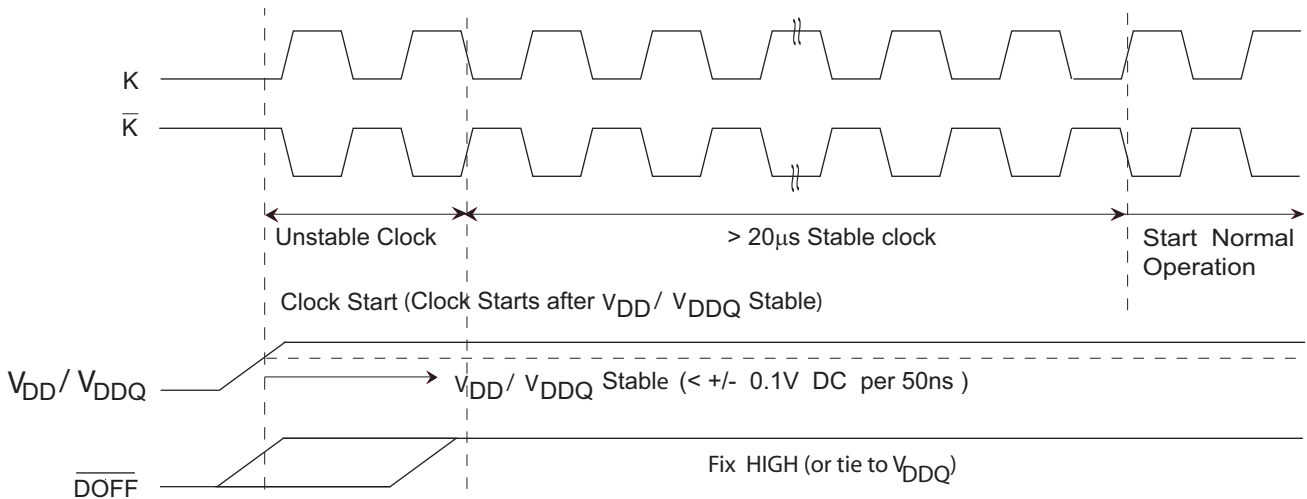 K
K̅
Unstable Clock
> 20μs Stable clock
Start Normal
Operation
Clock Start (Clock Starts after VDD / VDDQ Stable)
VDD / VDDQ
VDD / VDDQ Stable (< +/- 0.1V DC per 50ns )
D̅O̅F̅F̅
Fix HIGH (or tie to VDDQ)